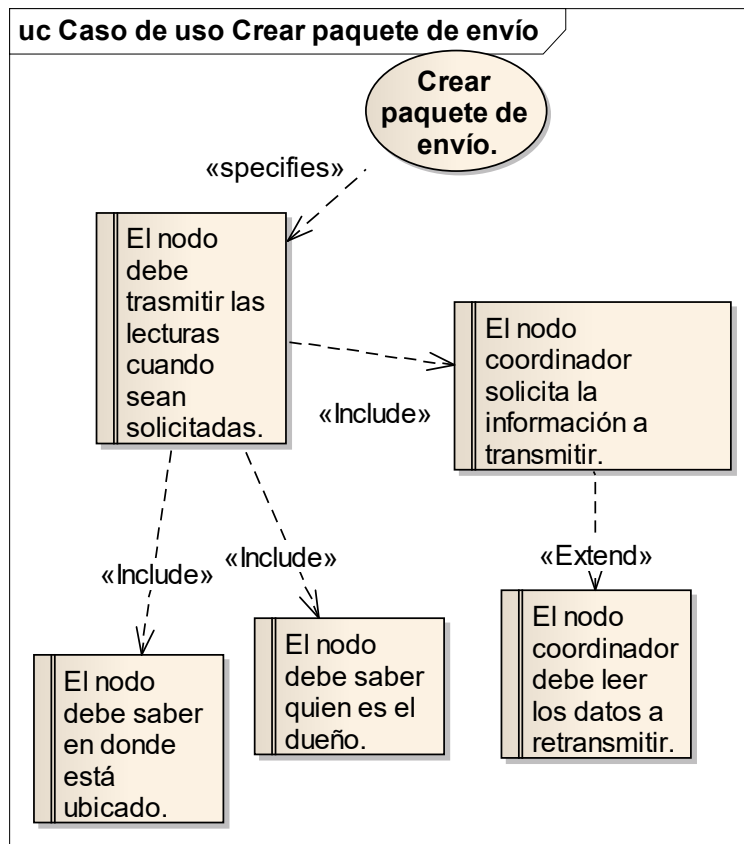 uc Caso de uso Crear paquete de envío
Crear
paquete de
envío.
«specifies»
El nodo
debe
trasmitir las
lecturas
cuando
sean
solicitadas.
El nodo
coordinador
solicita la
información a
transmitir.
«Include»
«Include»
«Include»
«Extend»
El nodo
debe saber
en donde
está
ubicado.
El nodo
debe saber
quien es el
dueño.
El nodo
coordinador
debe leer
los datos a
retransmitir.